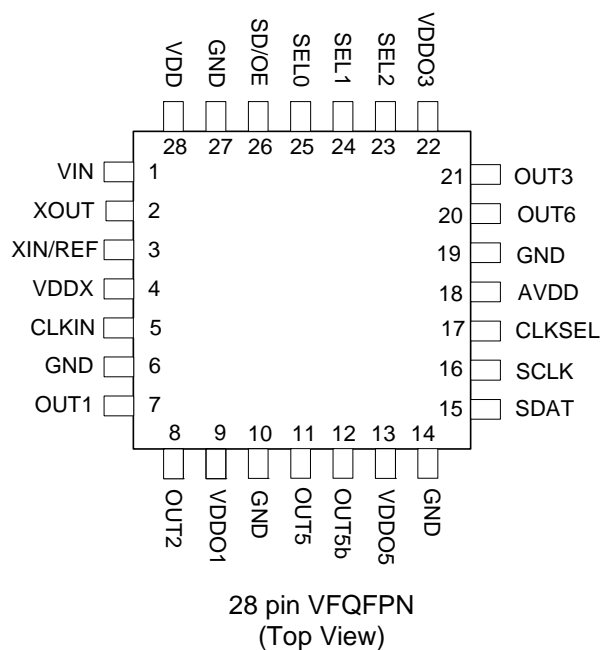 VDD
GND
SD/OE
SEL0
SEL1
SEL2
VDDO3
28
27
26
25
24
23
22
VIN
1
XOUT
2
XIN/REF
3
VDDX
4
CLKIN
5
GND
6
OUT1
7
21
OUT3
20
OUT6
19
GND
18
AVDD
17
CLKSEL
16
SCLK
15
SDAT
8
9
10
11
12
13
14
OUT2
VDDO1
GND
OUT5
OUT5b
VDDO5
GND
28 pin VFQFPN
(Top View)